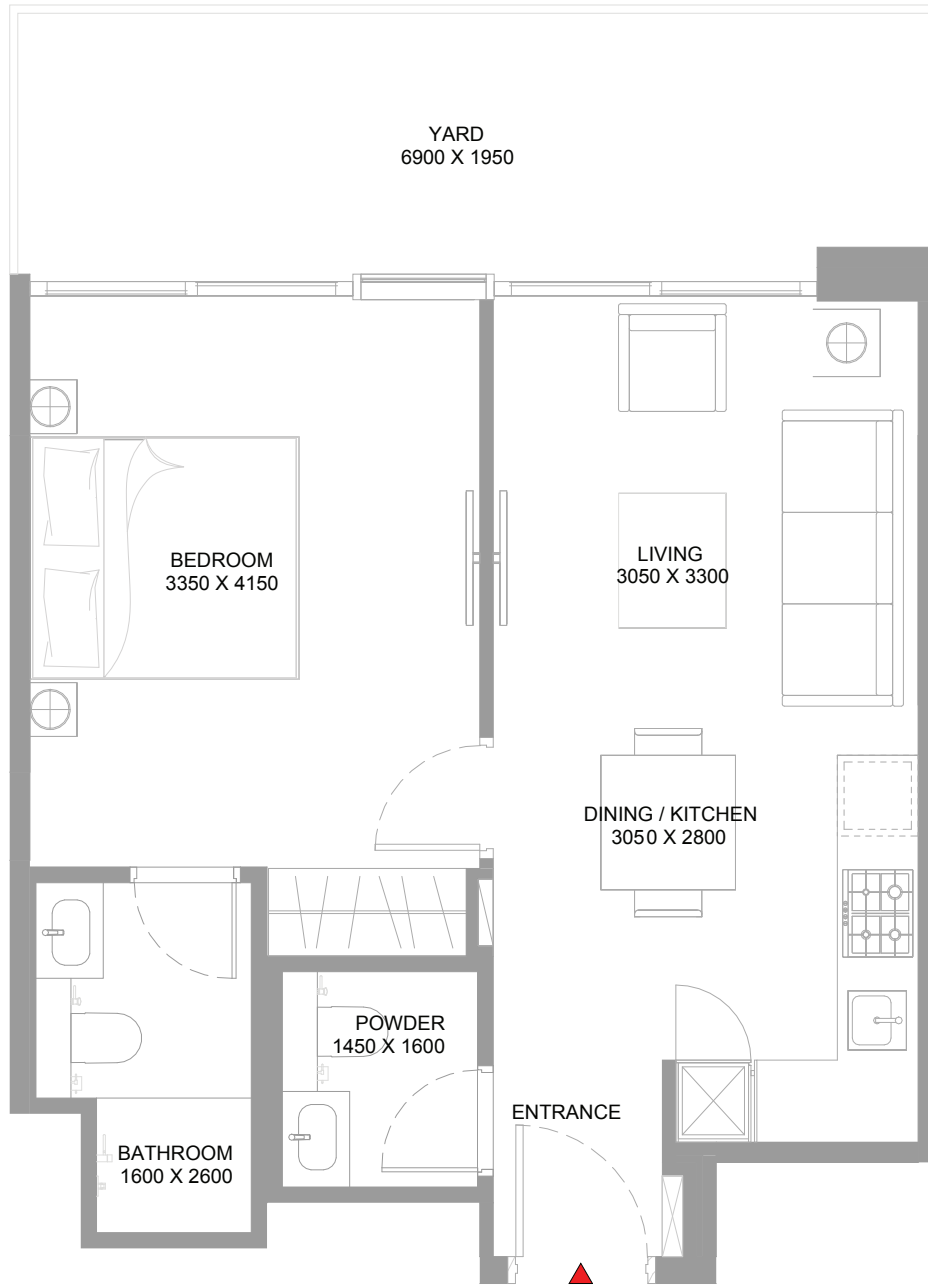 YARD
6900 X 1950
BEDROOM
3350 X 4150
LIVING
3050 X 3300
DINING / KITCHEN
3050 X 2800
POWDER
1450 X 1600
ENTRANCE
BATHROOM
1600 X 2600